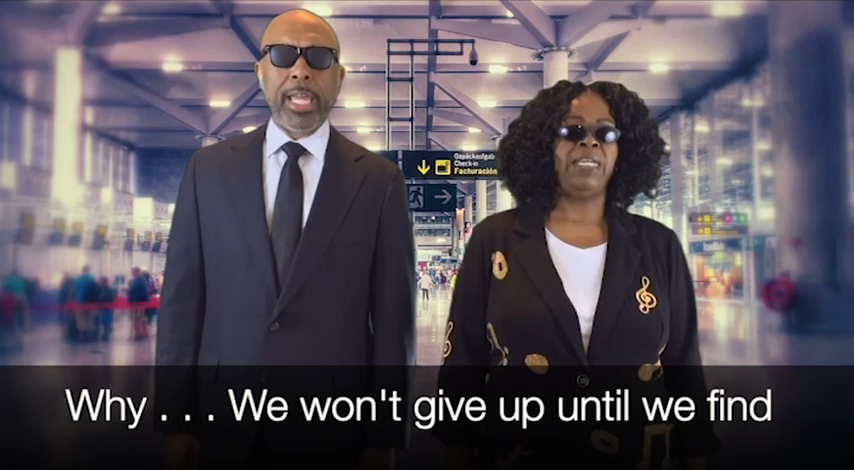 Gepäckaufgabe
Check-in
Facturación
Why . . . We won't give up until we find